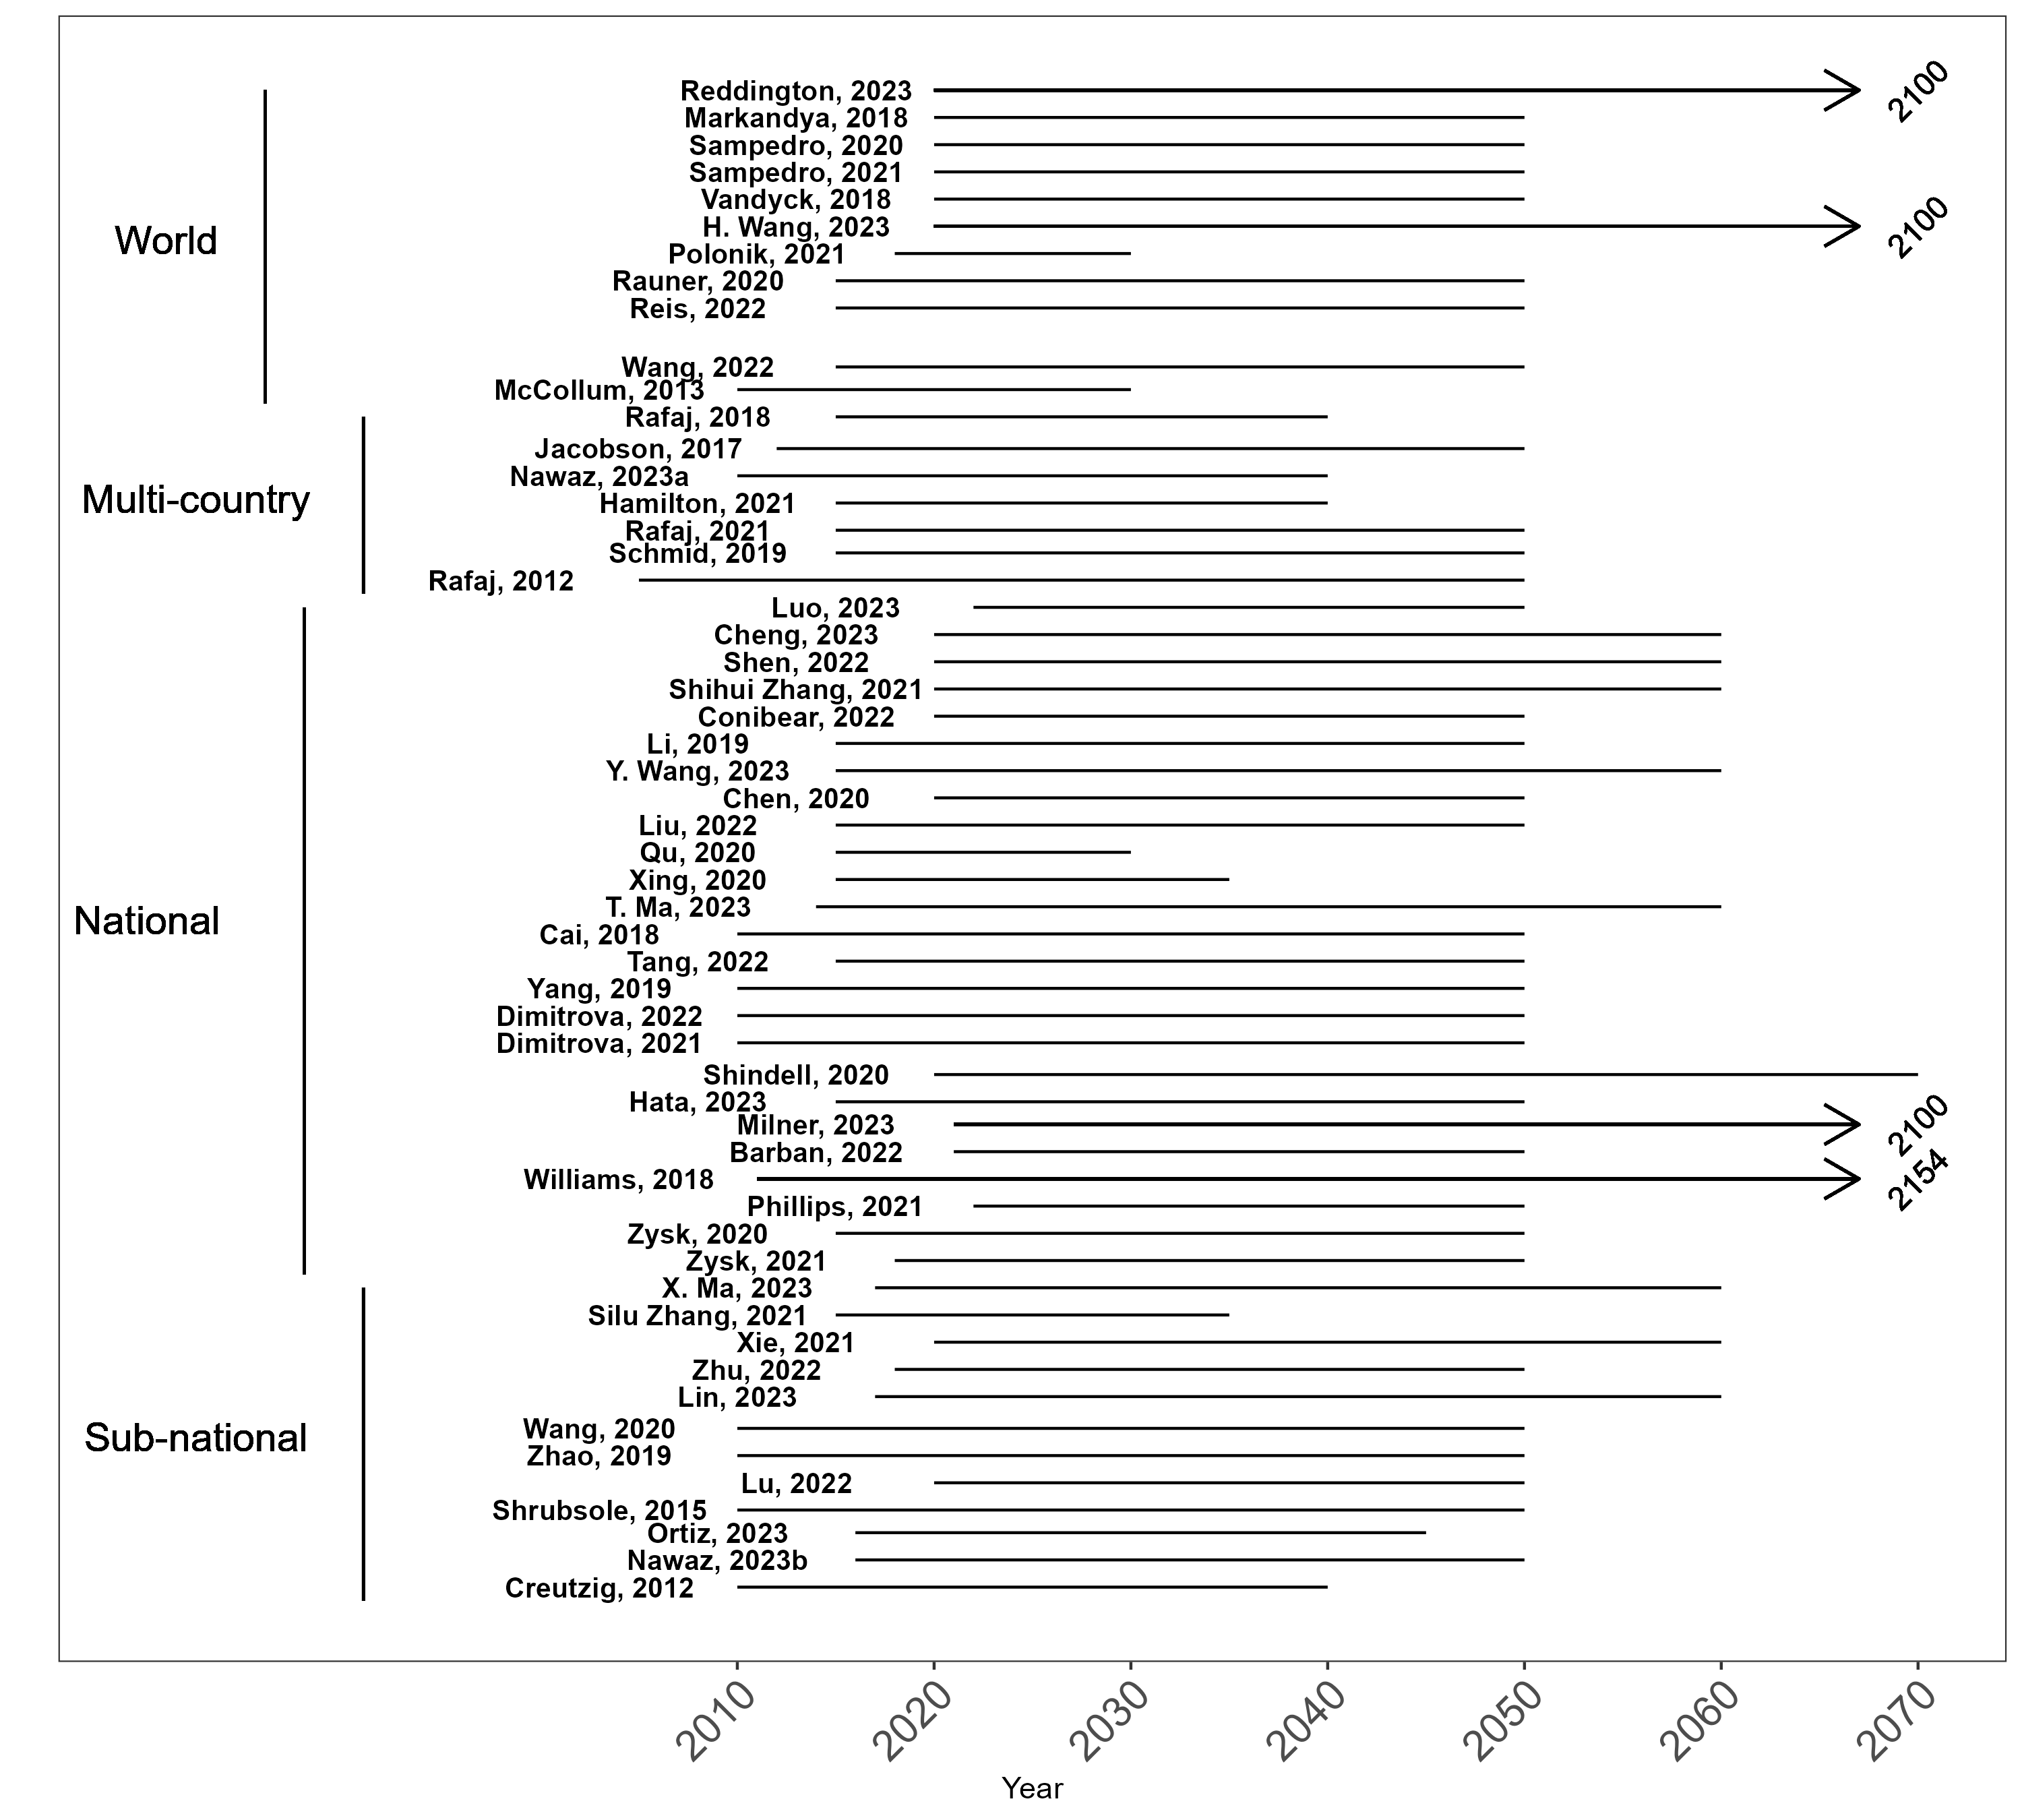 Reddington, 2023
2100
Markandya, 2018
Sampedro, 2020
Sampedro, 2021
Vandyck, 2018
H. Wang, 2023
2100
World
Polonik, 2021
Rauner, 2020
Reis, 2022
Wang, 2022
McCollum, 2013
Rafaj, 2018
Jacobson, 2017
Nawaz, 2023a
Multi-country
Hamilton, 2021
Rafaj, 2021
Schmid, 2019
Rafaj, 2012
Luo, 2023
Cheng, 2023
Shen, 2022
Shihui Zhang, 2021
Conibear, 2022
Li, 2019
Y. Wang, 2023
Chen, 2020
Liu, 2022
Qu, 2020
Xing, 2020
T. Ma, 2023
National
Cai, 2018
Tang, 2022
Yang, 2019
Dimitrova, 2022
Dimitrova, 2021
Shindell, 2020
Hata, 2023
Milner, 2023
2100
Barban, 2022
Williams, 2018
2154
Phillips, 2021
Zysk, 2020
Zysk, 2021
X. Ma, 2023
Silu Zhang, 2021
Xie, 2021
Zhu, 2022
Lin, 2023
Wang, 2020
Sub-national
Zhao, 2019
Lu, 2022
Shrubsole, 2015
Ortiz, 2023
Nawaz, 2023b
Creutzig, 2012
2010 2020 2030 2040 2050 2060 2070
Year